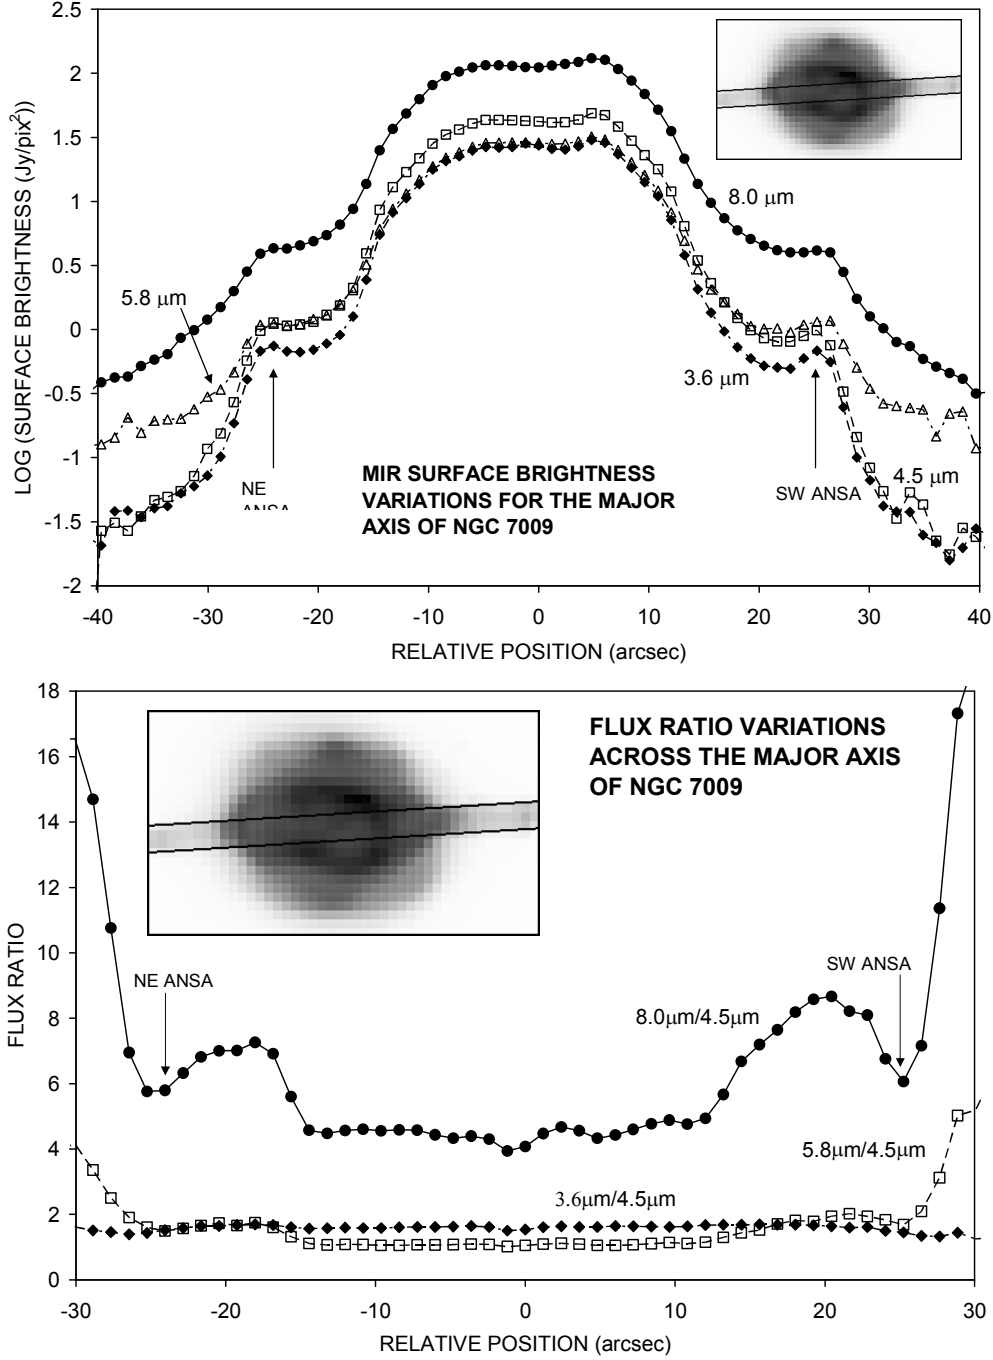 2.5
2
1.5
1
0.5
0
-0.5
-1
-1.5
-2
LOG (SURFACE BRIGHTNESS (Jy/pix²))
8.0 μm
5.8 μm
3.6 μm
4.5 μm
NE
ANSA
SW ANSA
MIR SURFACE BRIGHTNESS
VARIATIONS FOR THE MAJOR
AXIS OF NGC 7009
-40 -30 -20 -10 0 10 20 30 40
RELATIVE POSITION (arcsec)
18
16
14
12
10
8
6
4
2
0
FLUX RATIO
FLUX RATIO VARIATIONS
ACROSS THE MAJOR AXIS
OF NGC 7009
NE ANSA
SW ANSA
8.0μm/4.5μm
5.8μm/4.5μm
3.6μm/4.5μm
-30 -20 -10 0 10 20 30
RELATIVE POSITION (arcsec)